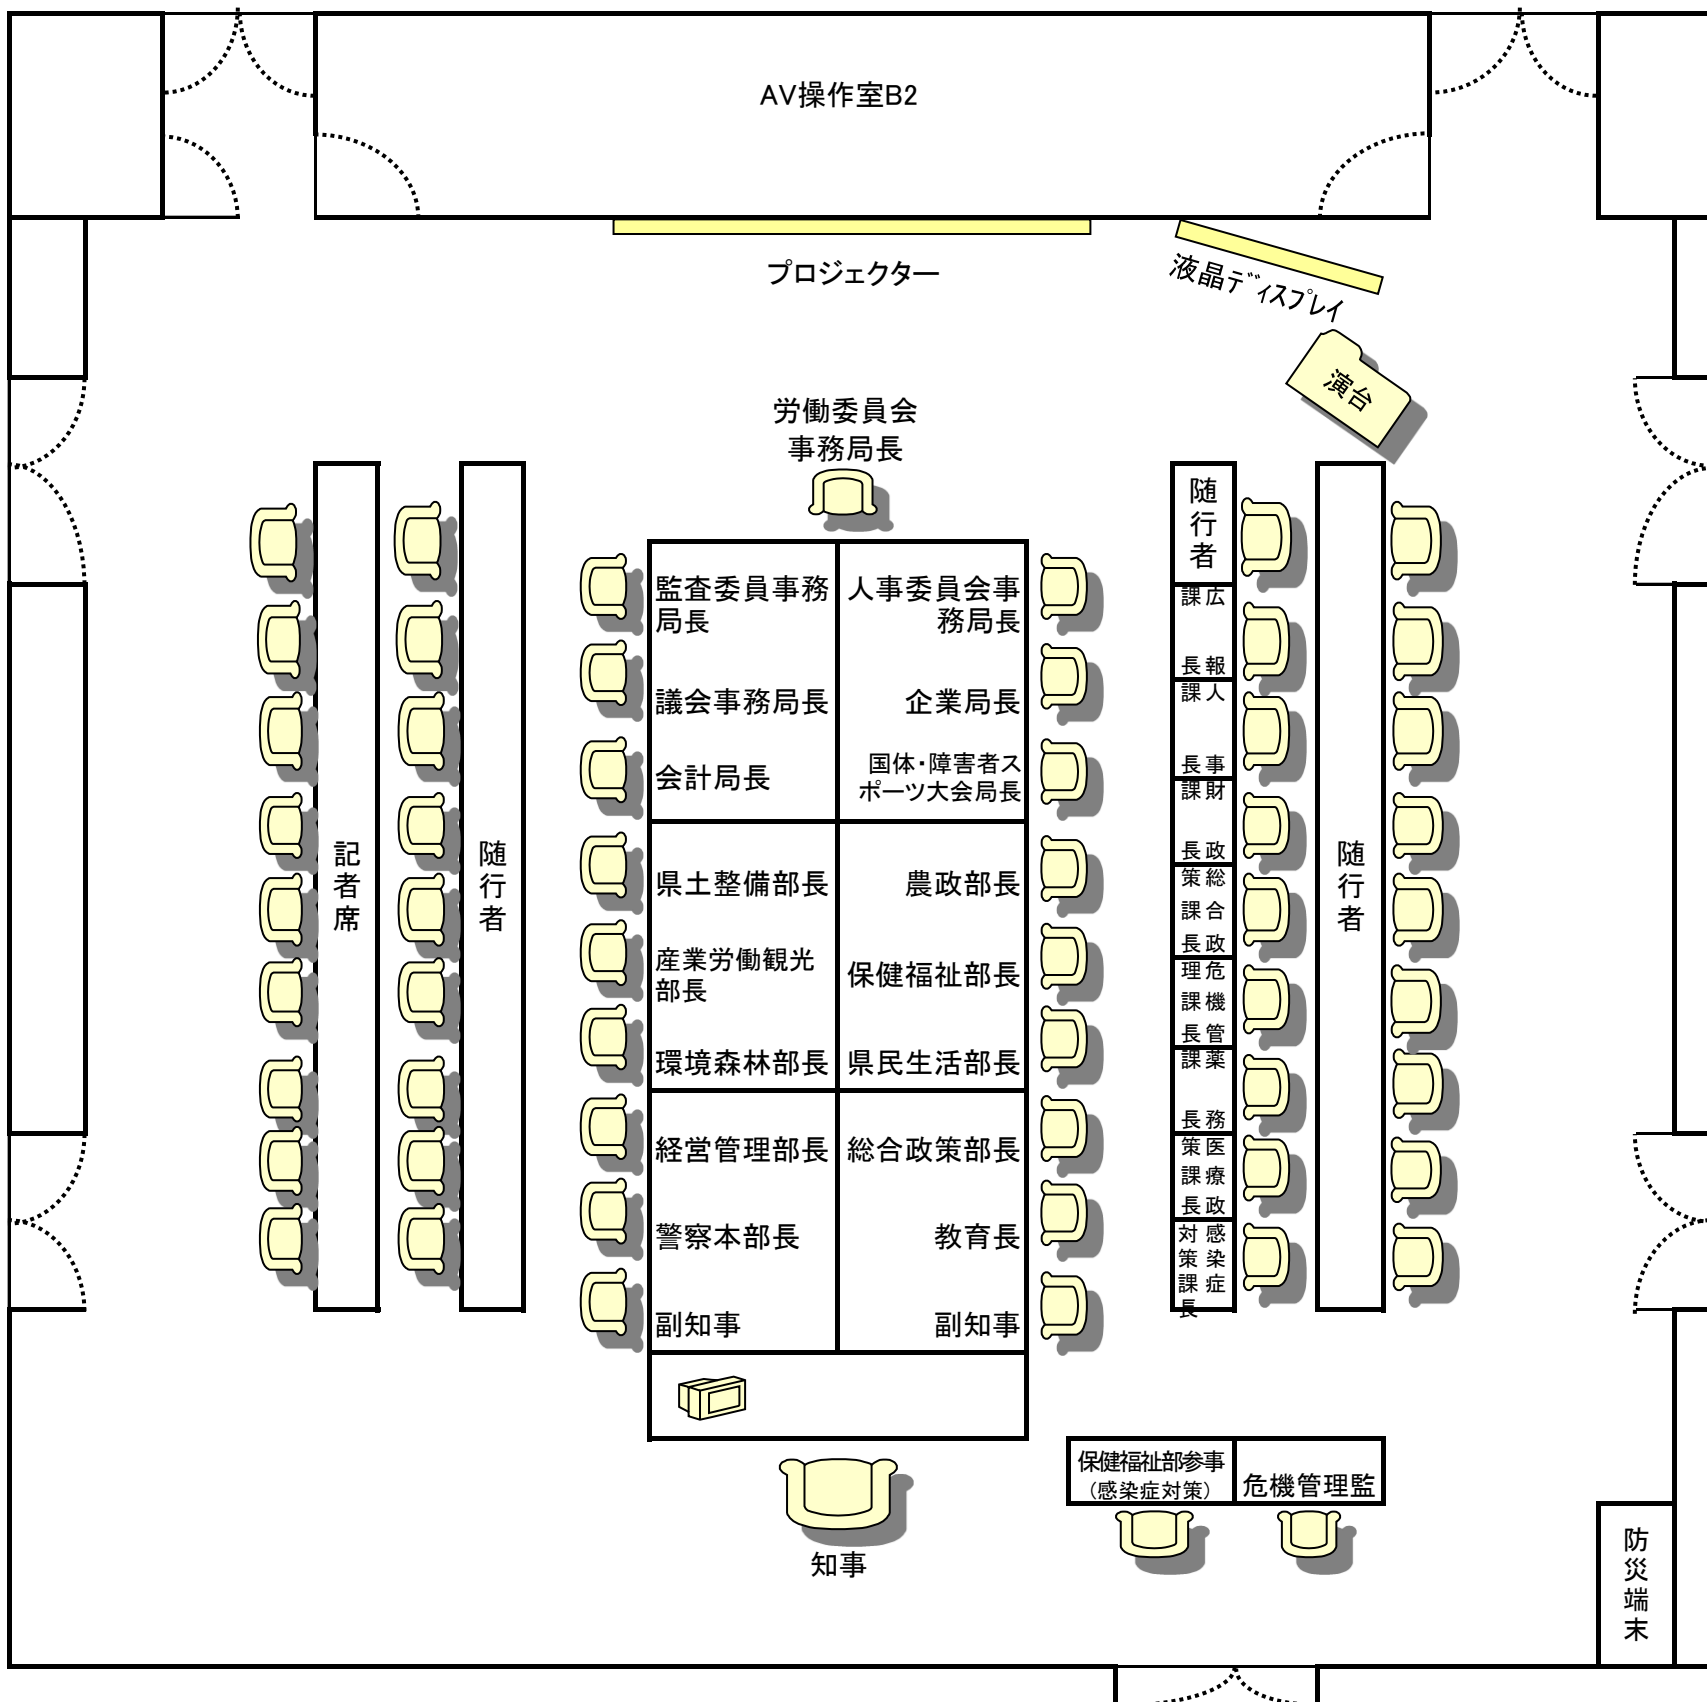 AV操作室B2
プロジェクター
液晶ディスプレイ
演台
労働委員会
事務局長
監査委員事務
局長
議会事務局長
会計局長
県土整備部長
産業労働観光
部長
環境森林部長
経営管理部長
警察本部長
副知事
人事委員会事
務局長
企業局長
国体・障害者ス
ポーツ大会局長
農政部長
保健福祉部長
県民生活部長
総合政策部長
教育長
副知事
記者席
随行者
随行者
広報
課長
人事
課長
財政
課長
総合政
策課長
危機管
理課長
薬務
課長
医療政
策課長
感染症
対策課長
随行者
知事
保健福祉部参事
（感染症対策）
危機管理監
防災端末